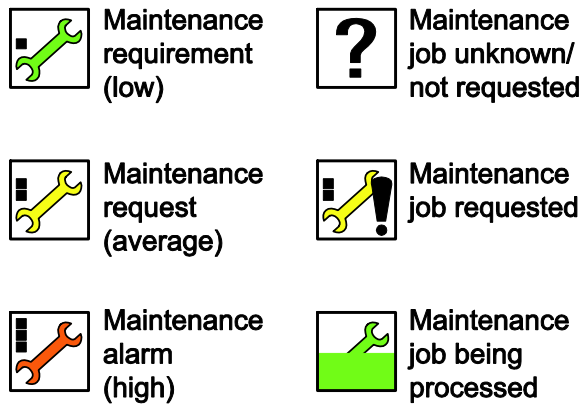 Maintenance
requirement
(low)
Maintenance
job unknown/
not requested
?
Maintenance
request
(average)
Maintenance
job requested
!
Maintenance
alarm
(high)
Maintenance
job being
processed